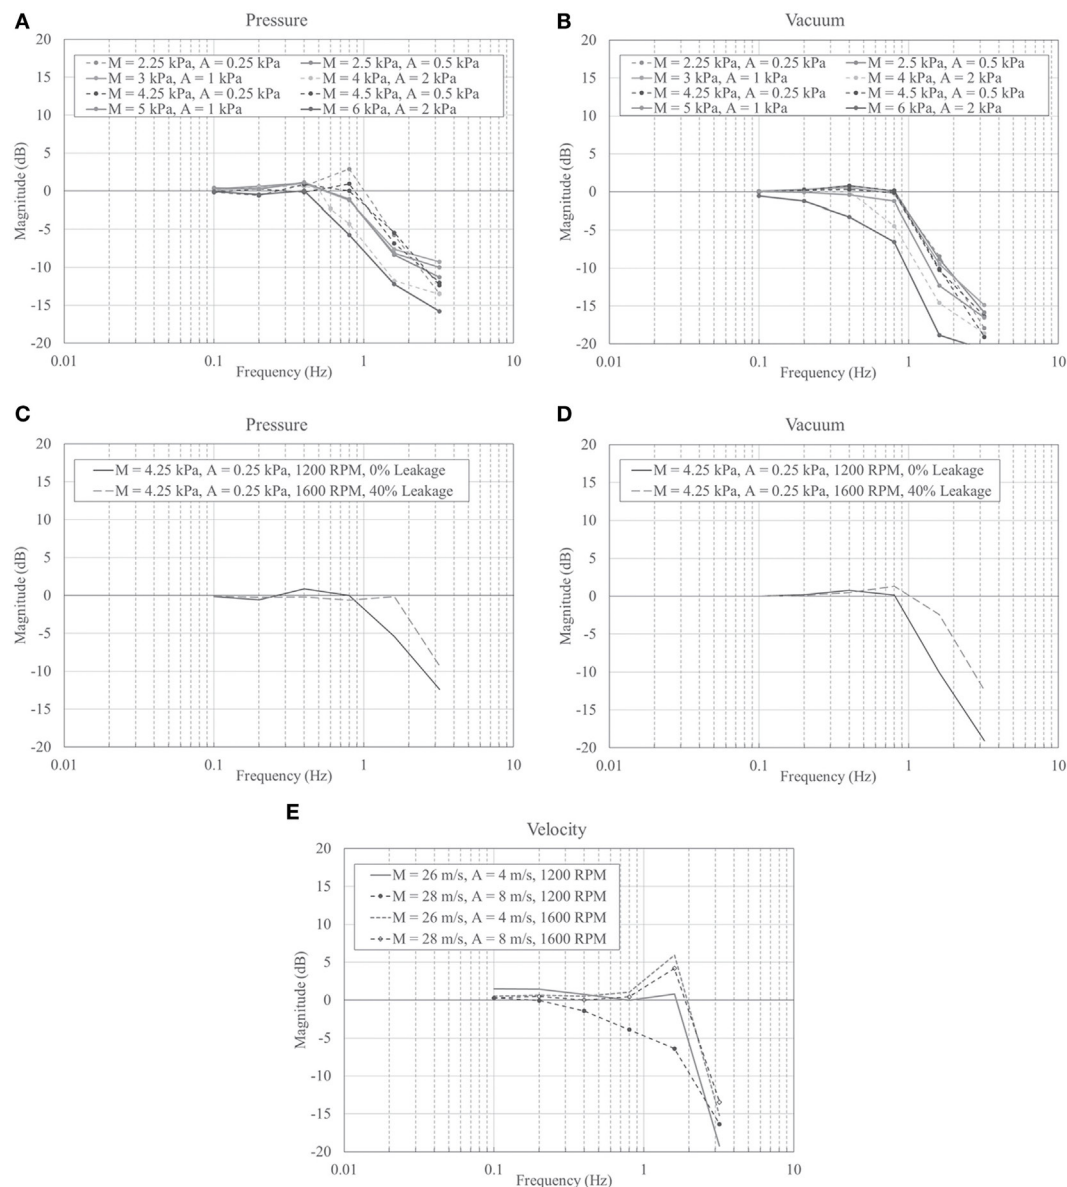 A
Pressure
20
15
10
5
0
-5
-10
-15
-20
Magnitude (dB)
M = 2.25 kPa, A = 0.25 kPa M = 2.5 kPa, A = 0.5 kPa
M = 3 kPa, A = 1 kPa M = 4 kPa, A = 2 kPa
M = 4.25 kPa, A = 0.25 kPa M = 4.5 kPa, A = 0.5 kPa
M = 5 kPa, A = 1 kPa M = 6 kPa, A = 2 kPa
0.01 0.1 1 10
Frequency (Hz)
B
Vacuum
20
15
10
5
0
-5
-10
-15
-20
Magnitude (dB)
M = 2.25 kPa, A = 0.25 kPa M = 2.5 kPa, A = 0.5 kPa
M = 3 kPa, A = 1 kPa M = 4 kPa, A = 2 kPa
M = 4.25 kPa, A = 0.25 kPa M = 4.5 kPa, A = 0.5 kPa
M = 5 kPa, A = 1 kPa M = 6 kPa, A = 2 kPa
0.01 0.1 1 10
Frequency (Hz)
C
Pressure
20
15
10
5
0
-5
-10
-15
-20
Magnitude (dB)
M = 4.25 kPa, A = 0.25 kPa, 1200 RPM, 0% Leakage
M = 4.25 kPa, A = 0.25 kPa, 1600 RPM, 40% Leakage
0.01 0.1 1 10
Frequency (Hz)
D
Vacuum
20
15
10
5
0
-5
-10
-15
-20
Magnitude (dB)
M = 4.25 kPa, A = 0.25 kPa, 1200 RPM, 0% Leakage
M = 4.25 kPa, A = 0.25 kPa, 1600 RPM, 40% Leakage
0.01 0.1 1 10
Frequency (Hz)
E
Velocity
20
15
10
5
0
-5
-10
-15
-20
Magnitude (dB)
M = 26 m/s, A = 4 m/s, 1200 RPM
M = 28 m/s, A = 8 m/s, 1200 RPM
M = 26 m/s, A = 4 m/s, 1600 RPM
M = 28 m/s, A = 8 m/s, 1600 RPM
0.01 0.1 1 10
Frequency (Hz)